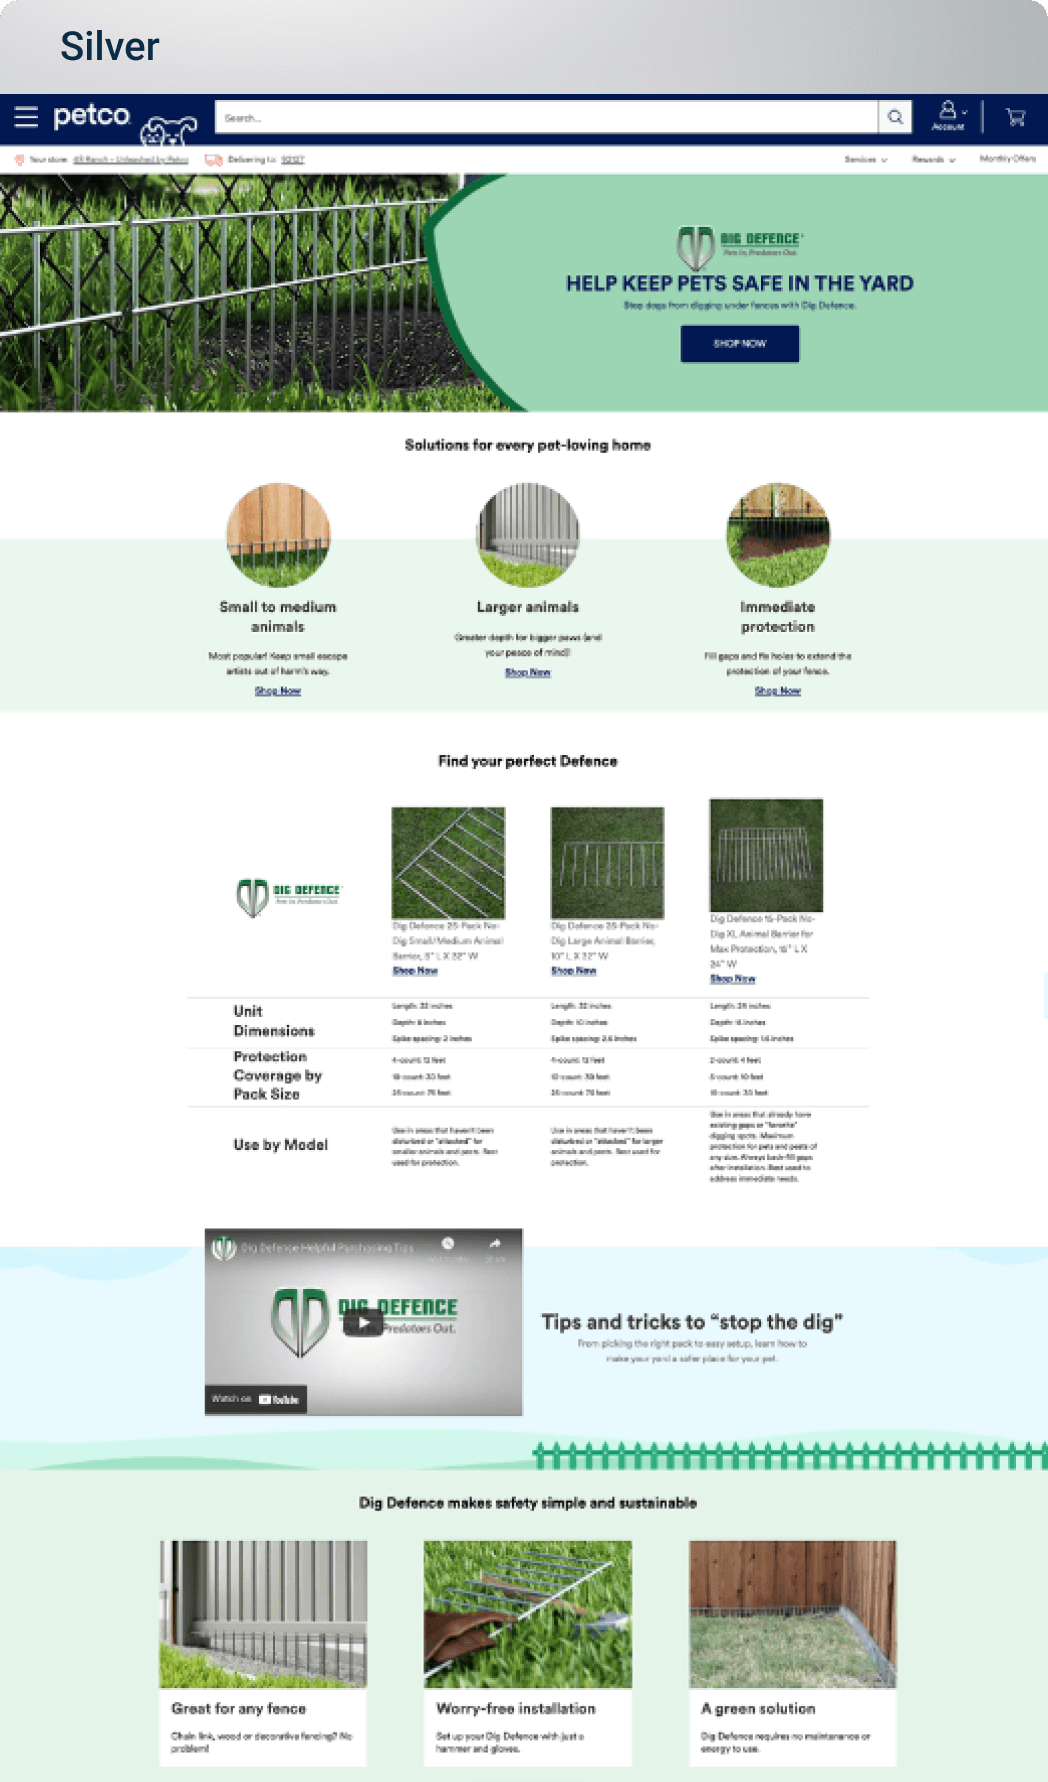 Silver
petco
Search...
Account
Your store: Ranch - Unleashed by Petco
Delivering to: 92127
Services
Rewards
Monthly Offers
DIG DEFENCE
Pets In. Predators Out.
HELP KEEP PETS SAFE IN THE YARD
Stop dogs from digging under fences with Dig Defence.
SHOP NOW
Solutions for every pet-loving home
Small to medium
animals
Most popular! Keep small escape
artists out of harm's way.
Shop Now
Larger animals
Greater depth for bigger paws (and
your peace of mind)!
Shop Now
Immediate
protection
Fill gaps and fix holes to extend the
protection of your fence.
Shop Now
Find your perfect Defence
DIG DEFENCE
Pets In. Predators Out.
Dig Defence 25-Pack No-
Dig Small/Medium Animal
Barrier, 8" L X 32" W
Shop Now
Dig Defence 25-Pack No-
Dig Large Animal Barrier,
10" L X 32" W
Shop Now
Dig Defence 15-Pack No-
Dig XL Animal Barrier for
Max Protection, 15" L X
24" W
Shop Now
Unit
Dimensions
Length: 32 inches
Depth: 8 inches
Spike spacing: 2 inches
Length: 32 inches
Depth: 10 inches
Spike spacing: 2.5 inches
Length: inches
Depth: inches
Spike spacing: 1.5 inches
Protection
Coverage by
Pack Size
4-count: 12 feet
10-count: 30 feet
25-count: 75 feet
4-count: 12 feet
10-count: 30 feet
25-count: 75 feet
2-count: 4 feet
5-count: 10 feet
15-count: 30 feet
Use by Model
Use in areas that haven't been
disturbed or "attacked" for
smaller animals and pests. Best
used for protection.
Use in areas that haven't been
disturbed or "attacked" for larger
animals and pests. Best used for
protection.
Use in areas that already have
existing gaps or "favorite"
digging spots. Maximum
protection for pets and pests of
any size. Always back-fill gaps
after installation. Best used to
address immediate needs.
Dig Defence Helpful Purchasing Tips
Share
DIG DEFENCE
Predators Out.
Watch on YouTube
Tips and tricks to "stop the dig"
From picking the right pack to easy setup, learn how to
make your yard a safer place for your pet.
Dig Defence makes safety simple and sustainable
Great for any fence
Chain link, wood or decorative fencing? No
problem!
Worry-free installation
Set up your Dig Defence with just a
hammer and gloves.
A green solution
Dig Defence requires no maintenance or
energy to use.